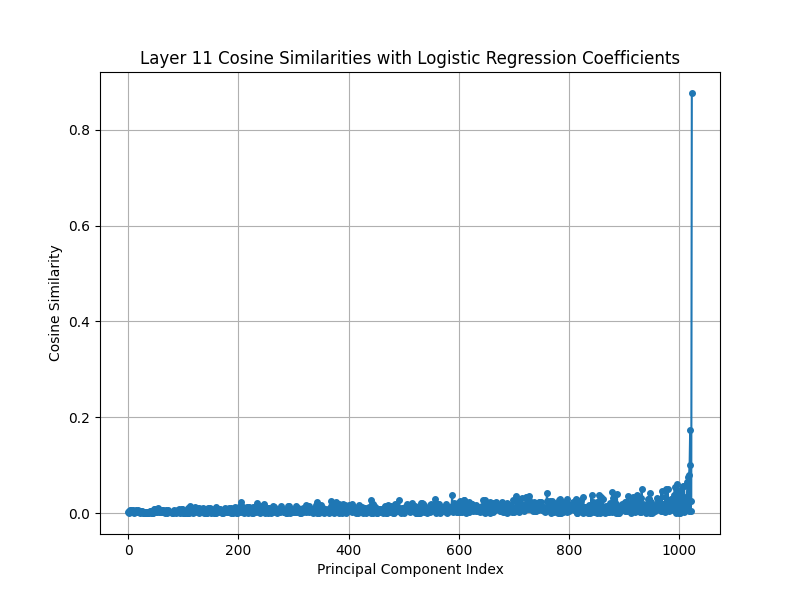 Layer 11 Cosine Similarities with Logistic Regression Coefficients
0.8
0.6
0.4
0.2
0.0
Cosine Similarity
0 200 400 600 800 1000
Principal Component Index